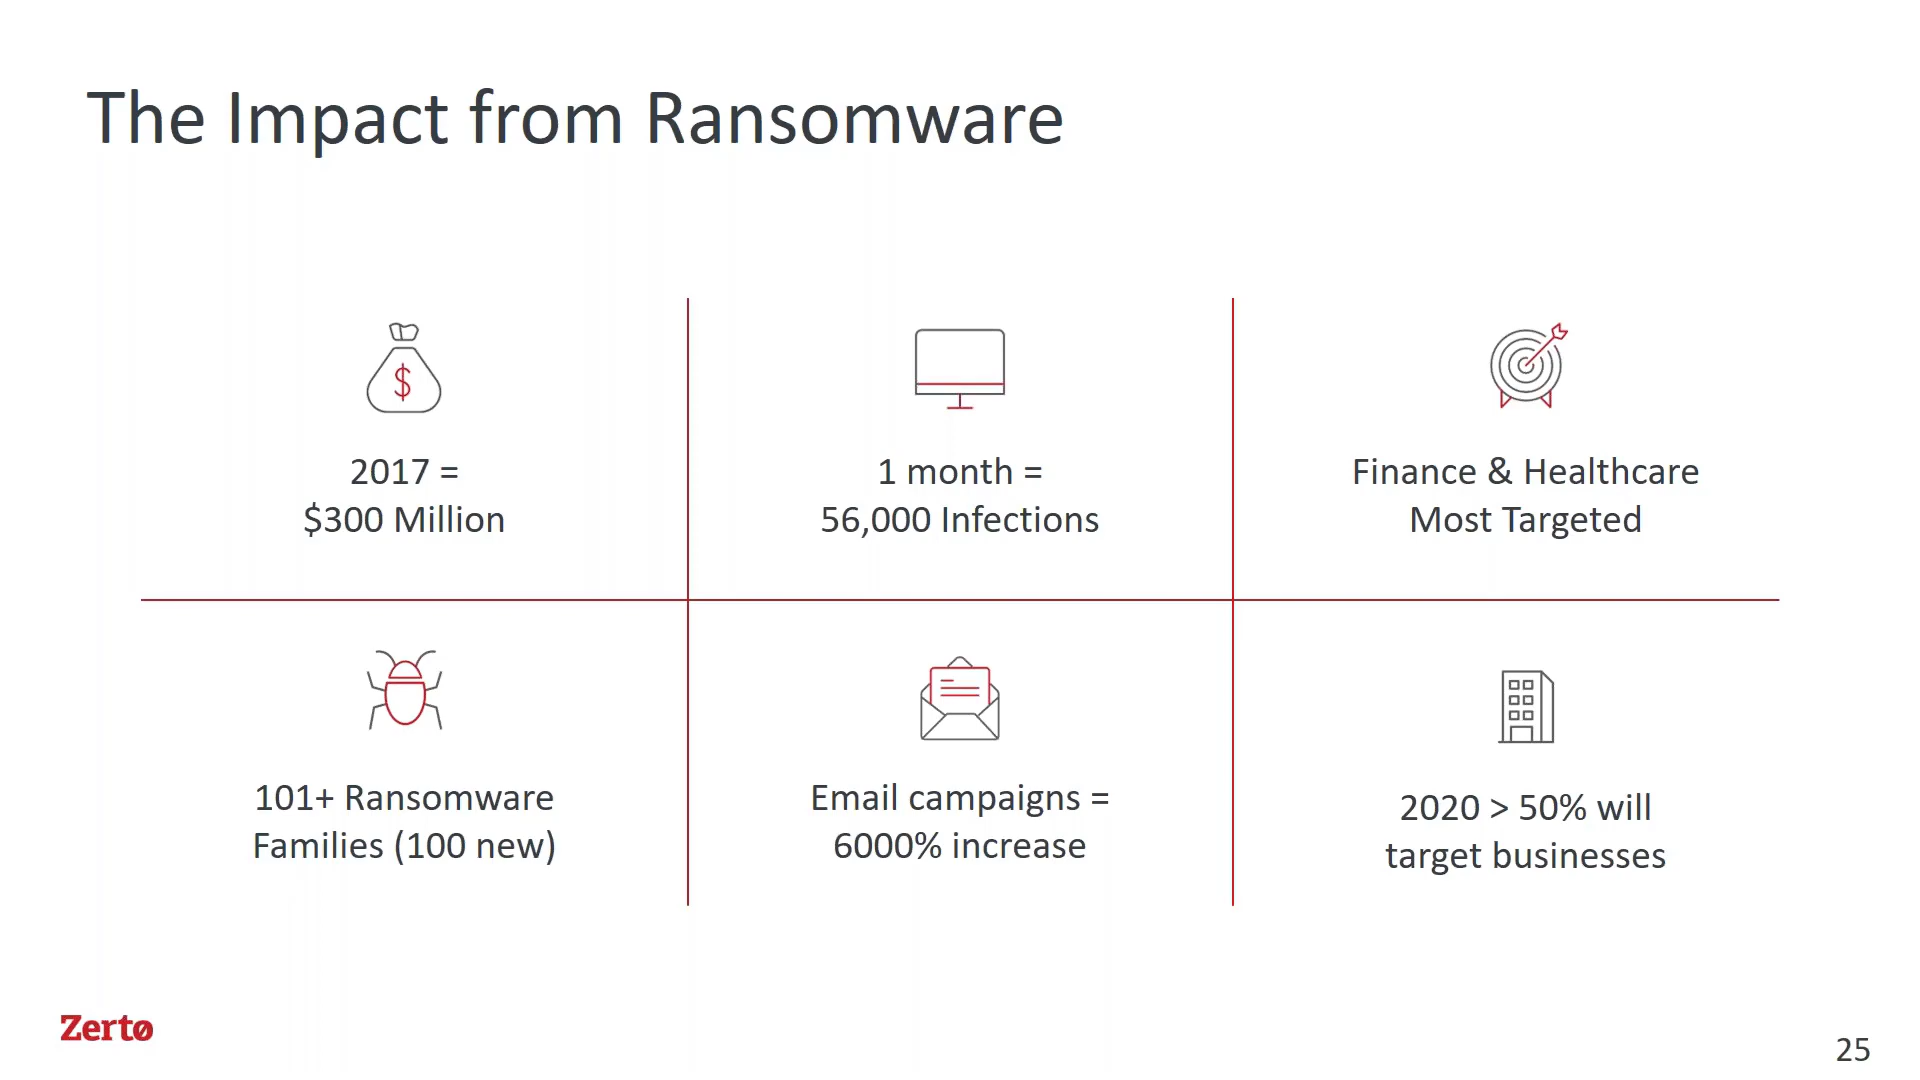 The Impact from Ransomware
$
2017 =
$300 Million
1 month =
56,000 Infections
Finance & Healthcare
Most Targeted
101+ Ransomware
Families (100 new)
Email campaigns =
6000% increase
2020 > 50% will
target businesses
Zerto
25